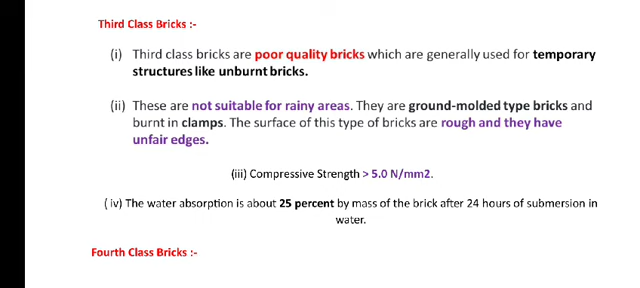 Third Class Bricks :-
(i) Third class bricks are poor quality bricks which are generally used for temporary
structures like unburnt bricks.
(ii) These are not suitable for rainy areas. They are ground-molded type bricks and
burnt in clamps. The surface of this type of bricks are rough and they have
unfair edges.
(iii) Compressive Strength > 5.0 N/mm2.
( iv) The water absorption is about 25 percent by mass of the brick after 24 hours of submersion in
water.
Fourth Class Bricks :-